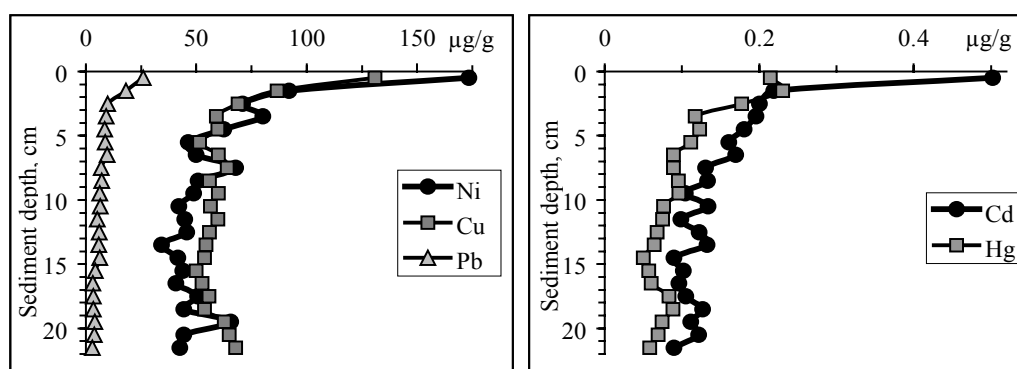 0 50 100 150 µg/g
0
5
10
15
20
Sediment depth, cm
Ni
Cu
Pb
0 0.2 0.4 µg/g
0
5
10
15
20
Sediment depth, cm
Cd
Hg